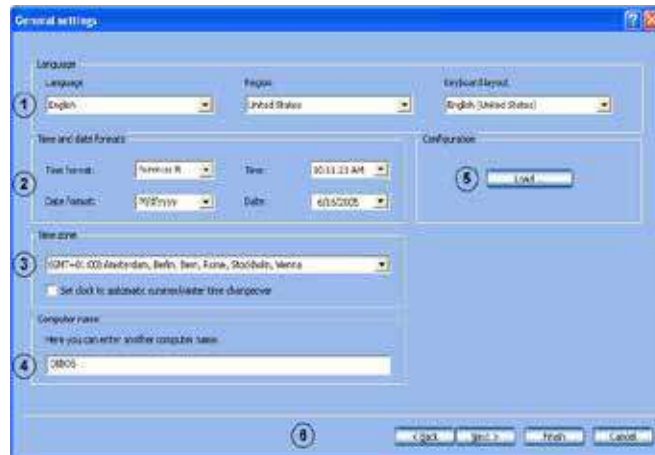 General settings
Language
Language Region Keyboard layout
1 English United States English (United States)
Time and date formats Configuration
2 Time format: Time: 10:11:23 AM 5 Load
Date format: M/d/yyyy Date: 6/16/2005
Time zone
3 (GMT+01:00) Amsterdam, Berlin, Bern, Rome, Stockholm, Vienna
Set clock to automatic summer/winter time changeover
Computer name
Here you can enter another computer name.
4
6 < Back Next > Finish Cancel